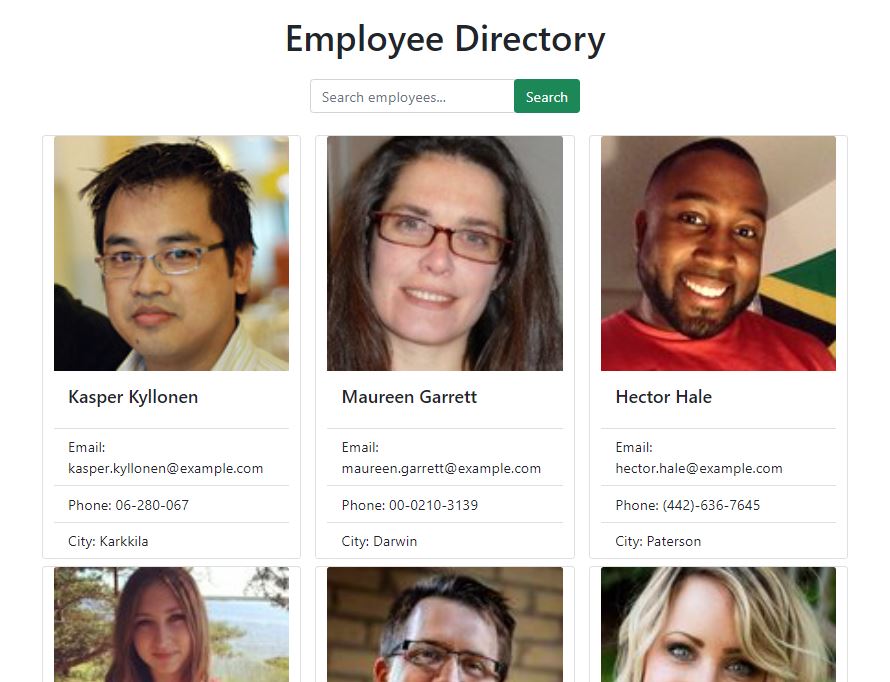 Employee Directory
Search employees...
Search
Kasper Kyllonen
Email:
kasper.kyllonen@example.com
Phone: 06-280-067
City: Karkkila
Maureen Garrett
Email:
maureen.garrett@example.com
Phone: 00-0210-3139
City: Darwin
Hector Hale
Email:
hector.hale@example.com
Phone: (442)-636-7645
City: Paterson